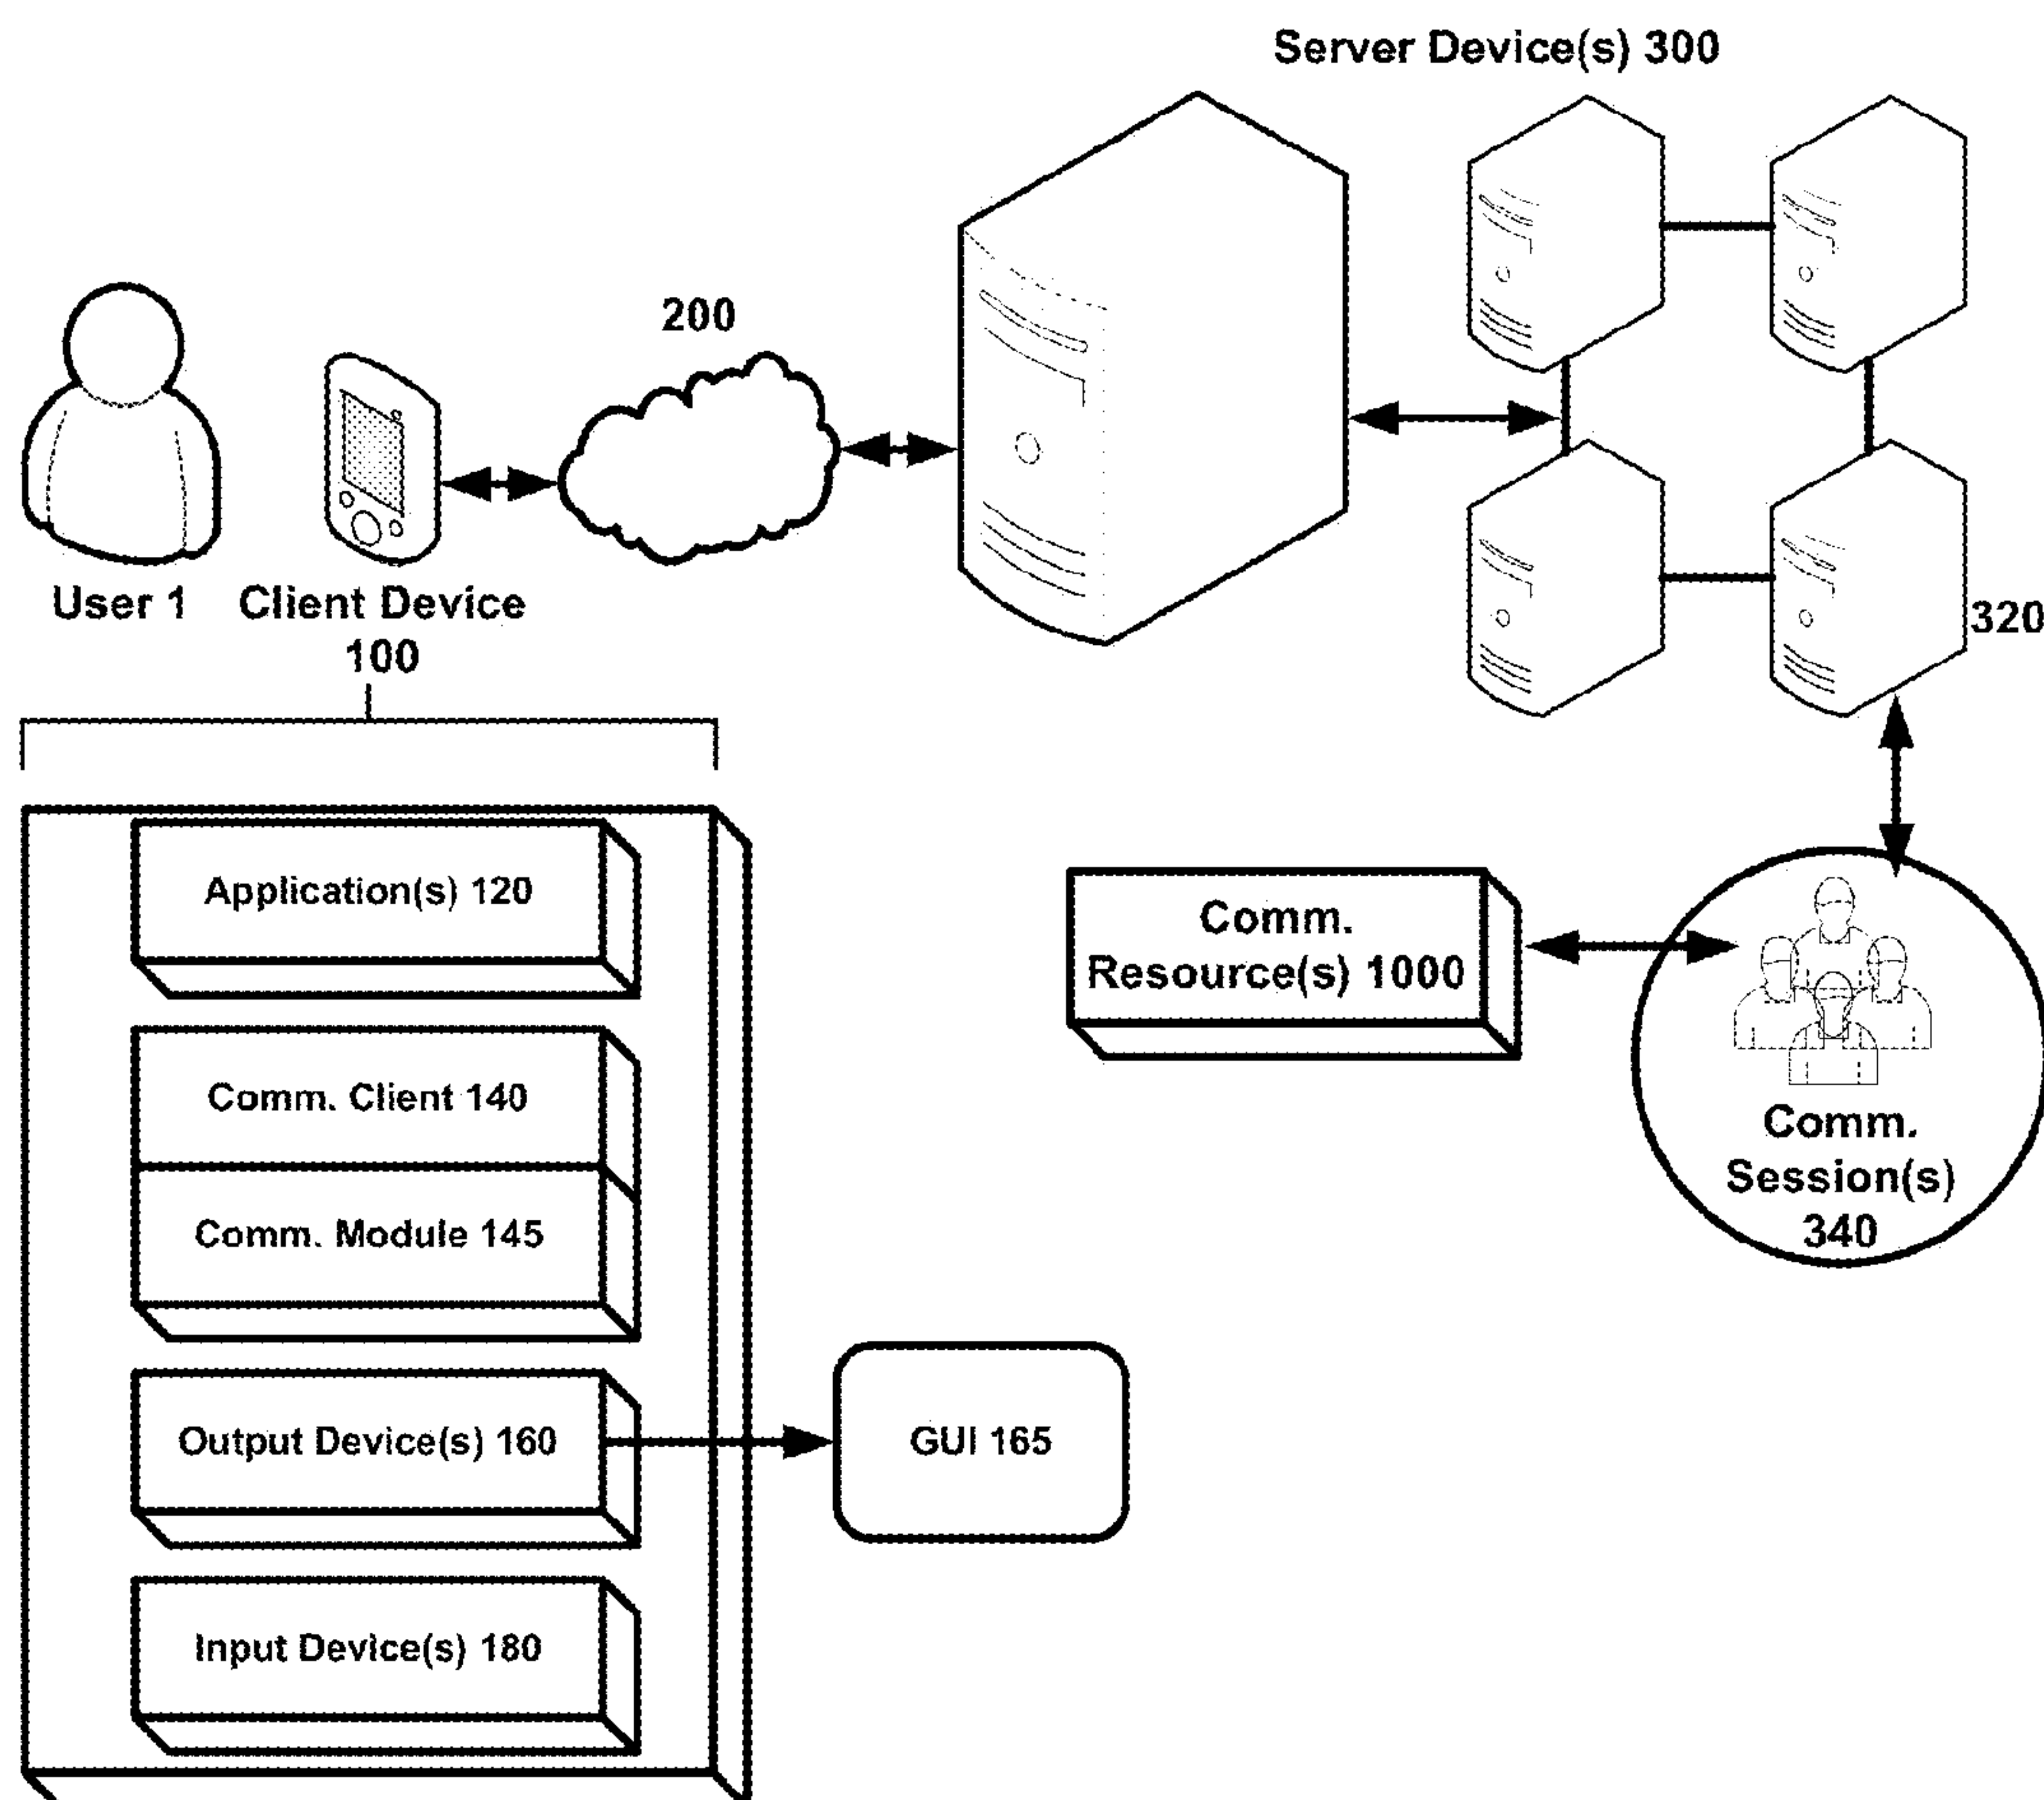 Server Device(s) 300
200
User 1
Client Device
100
320
Application(s) 120
Comm.
Resource(s) 1000
Comm. Client 140
Comm.
Session(s)
340
Comm. Module 145
Output Device(s) 160
GUI 165
Input Device(s) 180